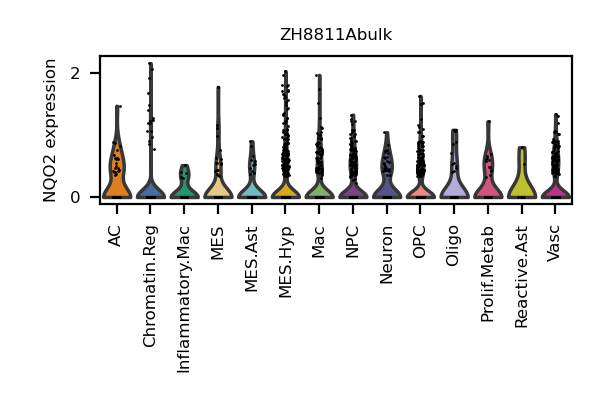 ZH8811Abulk
NQO2 expression
2
0
AC
Chromatin.Reg
Inflammatory.Mac
MES
MES.Ast
MES.Hyp
Mac
NPC
Neuron
OPC
Oligo
Prolif.Metab
Reactive.Ast
Vasc